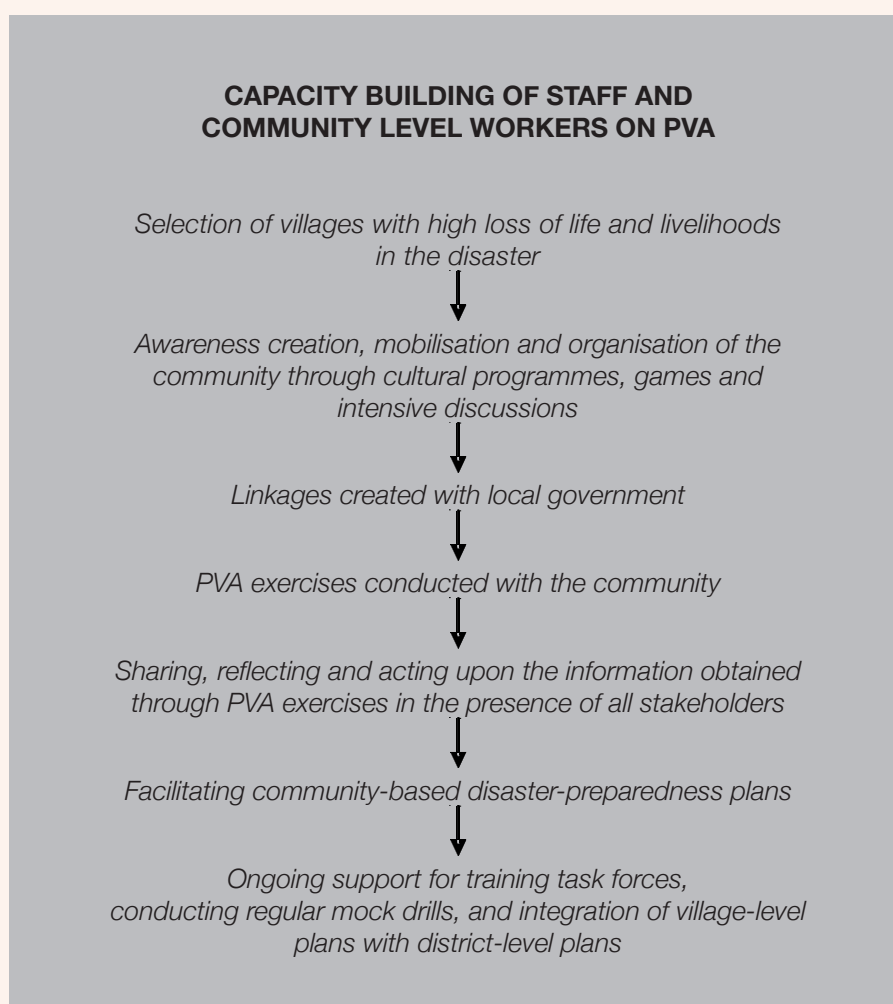 CAPACITY BUILDING OF STAFF AND
COMMUNITY LEVEL WORKERS ON PVA
Selection of villages with high loss of life and livelihoods
in the disaster
Awareness creation, mobilisation and organisation of the
community through cultural programmes, games and
intensive discussions
Linkages created with local government
PVA exercises conducted with the community
Sharing, reflecting and acting upon the information obtained
through PVA exercises in the presence of all stakeholders
Facilitating community-based disaster-preparedness plans
Ongoing support for training task forces,
conducting regular mock drills, and integration of village-level
plans with district-level plans